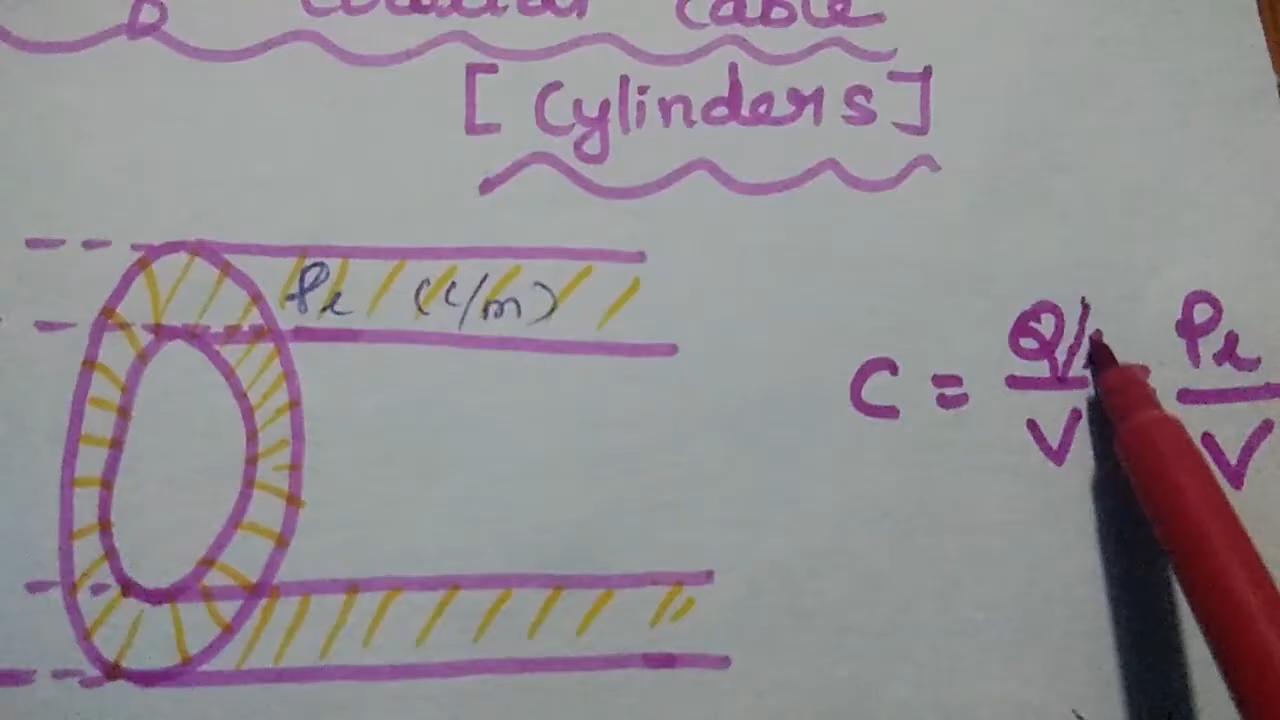 Cable
[Cylinders]
ρℓ (C/m)
C = Q/ ρℓ
V V